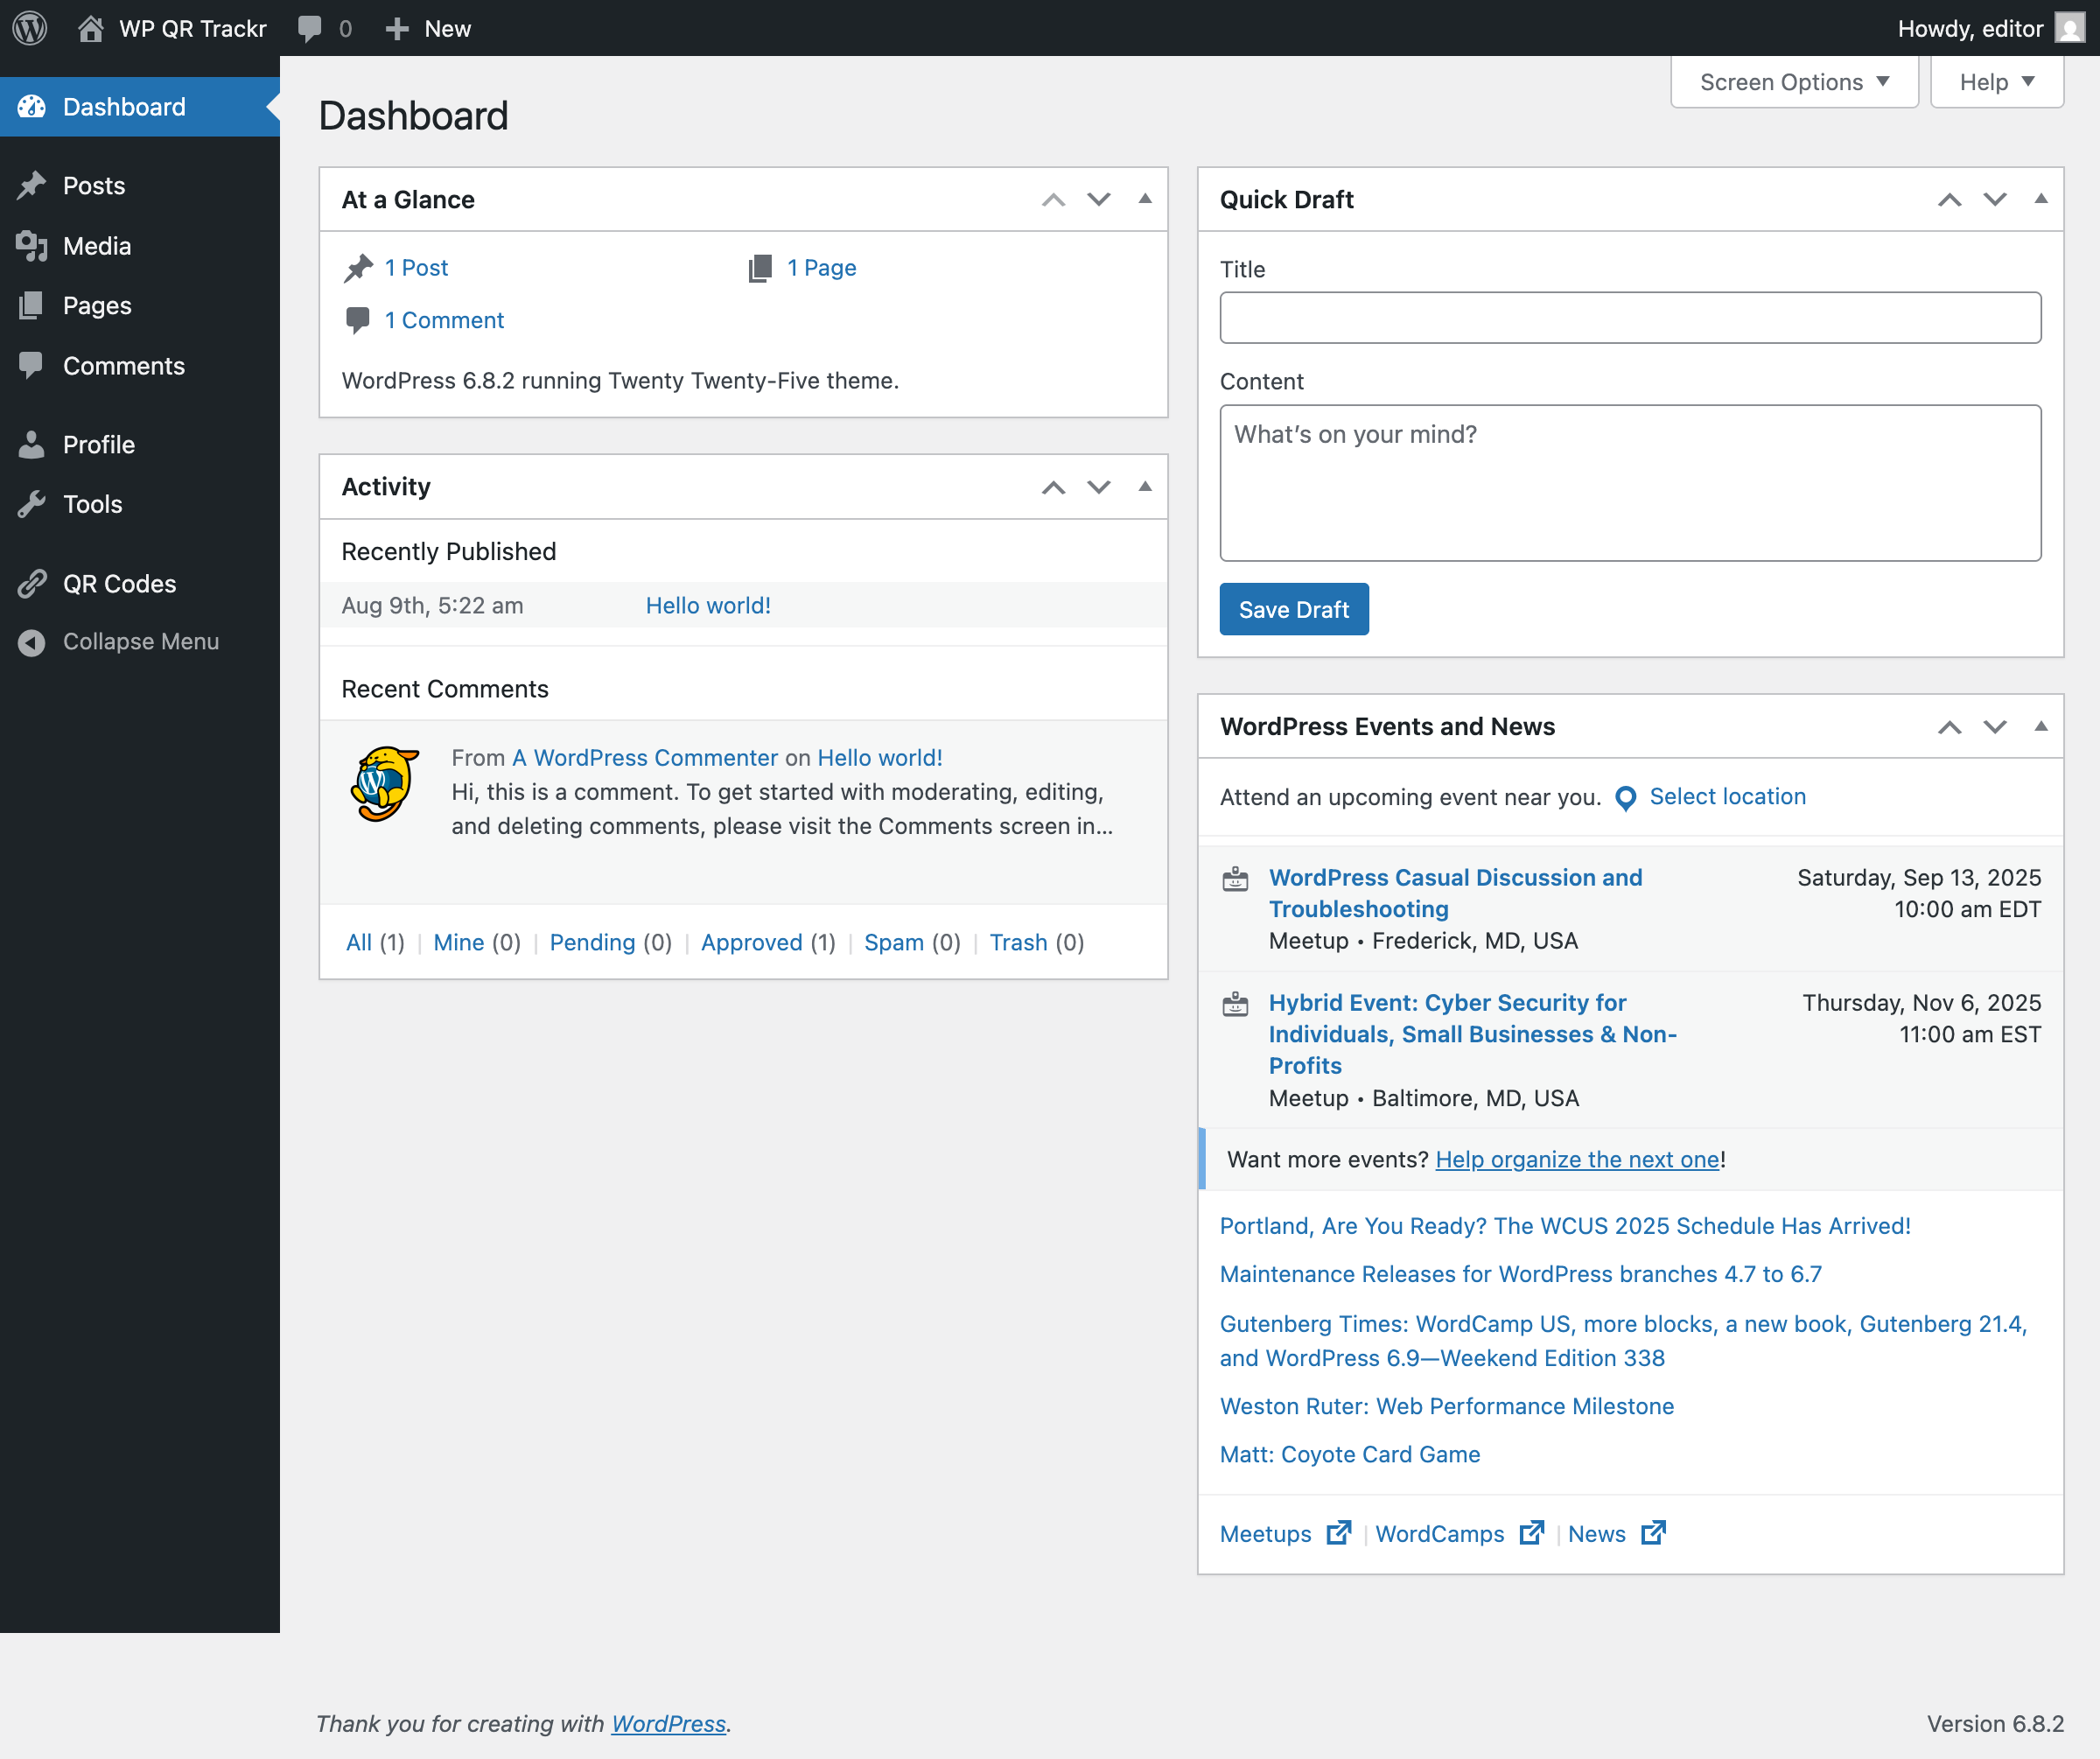 WP QR Trackr
0
New
Howdy, editor
Dashboard
Posts
Media
Pages
Comments
Profile
Tools
QR Codes
Collapse Menu
Screen Options
Help
Dashboard
At a Glance
1 Post
1 Page
1 Comment
WordPress 6.8.2 running Twenty Twenty-Five theme.
Activity
Recently Published
Aug 9th, 5:22 am
Hello world!
Recent Comments
From A WordPress Commenter on Hello world!
Hi, this is a comment. To get started with moderating, editing,
and deleting comments, please visit the Comments screen in…
All (1) | Mine (0) | Pending (0) | Approved (1) | Spam (0) | Trash (0)
Quick Draft
Title
Content
What’s on your mind?
Save Draft
WordPress Events and News
Attend an upcoming event near you. Select location
WordPress Casual Discussion and
Troubleshooting
Meetup • Frederick, MD, USA
Saturday, Sep 13, 2025
10:00 am EDT
Hybrid Event: Cyber Security for
Individuals, Small Businesses & Non-
Profits
Meetup • Baltimore, MD, USA
Thursday, Nov 6, 2025
11:00 am EST
Want more events? Help organize the next one!
Portland, Are You Ready? The WCUS 2025 Schedule Has Arrived!
Maintenance Releases for WordPress branches 4.7 to 6.7
Gutenberg Times: WordCamp US, more blocks, a new book, Gutenberg 21.4,
and WordPress 6.9—Weekend Edition 338
Weston Ruter: Web Performance Milestone
Matt: Coyote Card Game
Meetups | WordCamps | News
Thank you for creating with WordPress.
Version 6.8.2